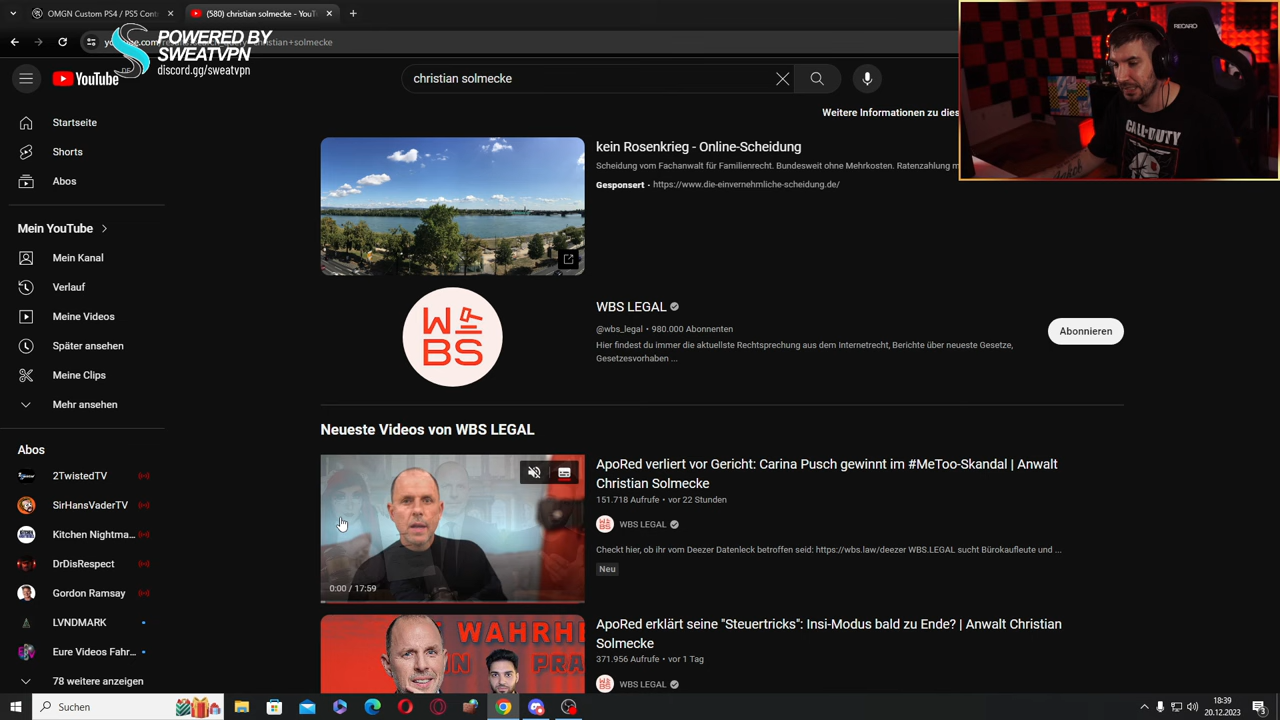 OMGN Custom PS4 / PS5 Cont
(580) christian solmecke - YouT
POWERED BY
SWEATVPN
discord.gg/sweatvpn
christian+solmecke
YouTube DE
christian solmecke
Weitere Informationen zu dies
Startseite
Shorts
Abos
Mein YouTube
Mein Kanal
Verlauf
Meine Videos
Später ansehen
Meine Clips
Mehr ansehen
Abos
2TwistedTV
SirHansVaderTV
Kitchen Nightma...
DrDisRespect
Gordon Ramsay
LVNDMARK
Eure Videos Fahr...
78 weitere anzeigen
kein Rosenkrieg - Online-Scheidung
Scheidung vom Fachanwalt für Familienrecht. Bundesweit ohne Mehrkosten. Ratenzahlung m
Gesponsert · https://www.die-einvernehmliche-scheidung.de/
WBS
WBS LEGAL
@wbs_legal • 980.000 Abonnenten
Hier findest du immer die aktuellste Rechtsprechung aus dem Internetrecht, Berichte über neueste Gesetze,
Gesetzesvorhaben ...
Abonnieren
Neueste Videos von WBS LEGAL
0:00 / 17:59
ApoRed verliert vor Gericht: Carina Pusch gewinnt im #MeToo-Skandal | Anwalt
Christian Solmecke
151.718 Aufrufe • vor 22 Stunden
WBS LEGAL
Checkt hier, ob ihr vom Deezer Datenleck betroffen seid: https://wbs.law/deezer WBS.LEGAL sucht Bürokaufleute und ...
Neu
WAHRHE
ApoRed erklärt seine "Steuertricks": Insi-Modus bald zu Ende? | Anwalt Christian
Solmecke
371.956 Aufrufe • vor 1 Tag
WBS LEGAL
RECARO
CALL OF DUTY
Suchen
18:39
20.12.2023
3